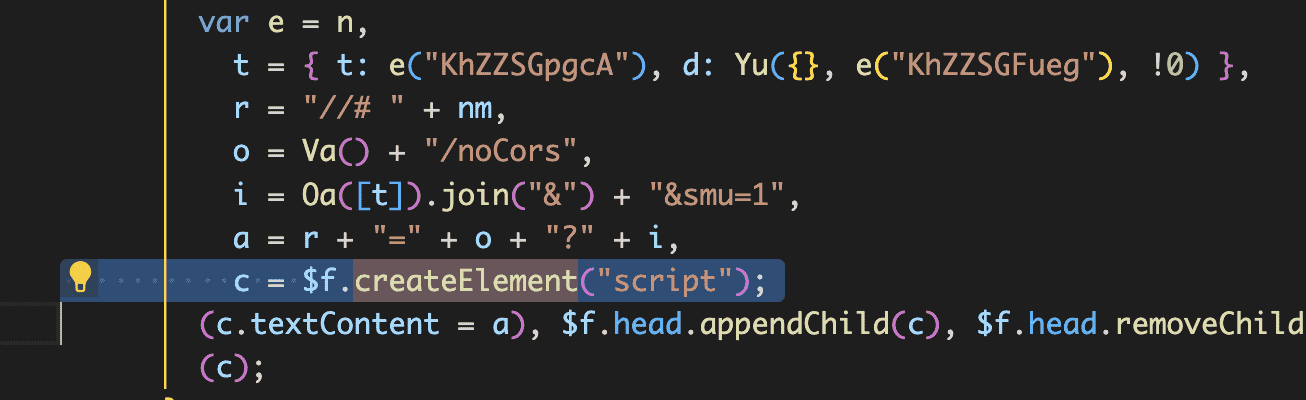 var e = n,
t = { t: e("KhZZSGpgcA"), d: Yu({}, e("KhZZSGFueg"), !0) },
r = "//# " + nm,
o = Va() + "/noCors",
i = Oa([t]).join("&") + "&smu=1",
a = r + "=" + o + "?" + i,
c = $f.createElement("script");
(c.textContent = a), $f.head.appendChild(c), $f.head.removeChild
(c);